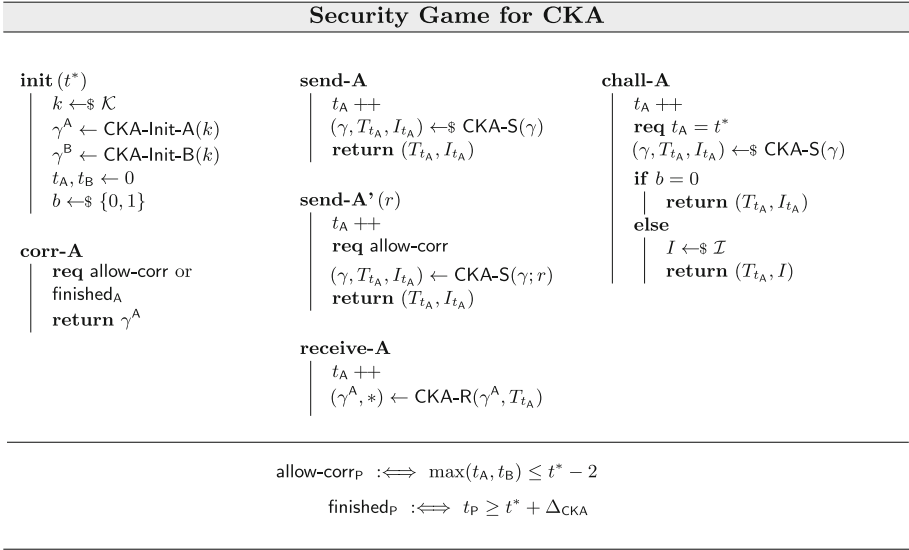 Security Game for CKA
init (t*)
k ←$ 𝒦
γ^A ← CKA-Init-A(k)
γ^B ← CKA-Init-B(k)
t_A, t_B ← 0
b ←$ {0, 1}
corr-A
req allow-corr or
finished_A
return γ^A
send-A
t_A ++
(γ, T_{t_A}, I_{t_A}) ←$ CKA-S(γ)
return (T_{t_A}, I_{t_A})
send-A' (r)
t_A ++
req allow-corr
(γ, T_{t_A}, I_{t_A}) ← CKA-S(γ; r)
return (T_{t_A}, I_{t_A})
receive-A
t_A ++
(γ^A, *) ← CKA-R(γ^A, T_{t_A})
chall-A
t_A ++
req t_A = t*
(γ, T_{t_A}, I_{t_A}) ←$ CKA-S(γ)
if b = 0
return (T_{t_A}, I_{t_A})
else
I ←$ ℐ
return (T_{t_A}, I)
allow-corr_P :⟺ max(t_A, t_B) ≤ t* − 2
finished_P :⟺ t_P ≥ t* + Δ_CKA